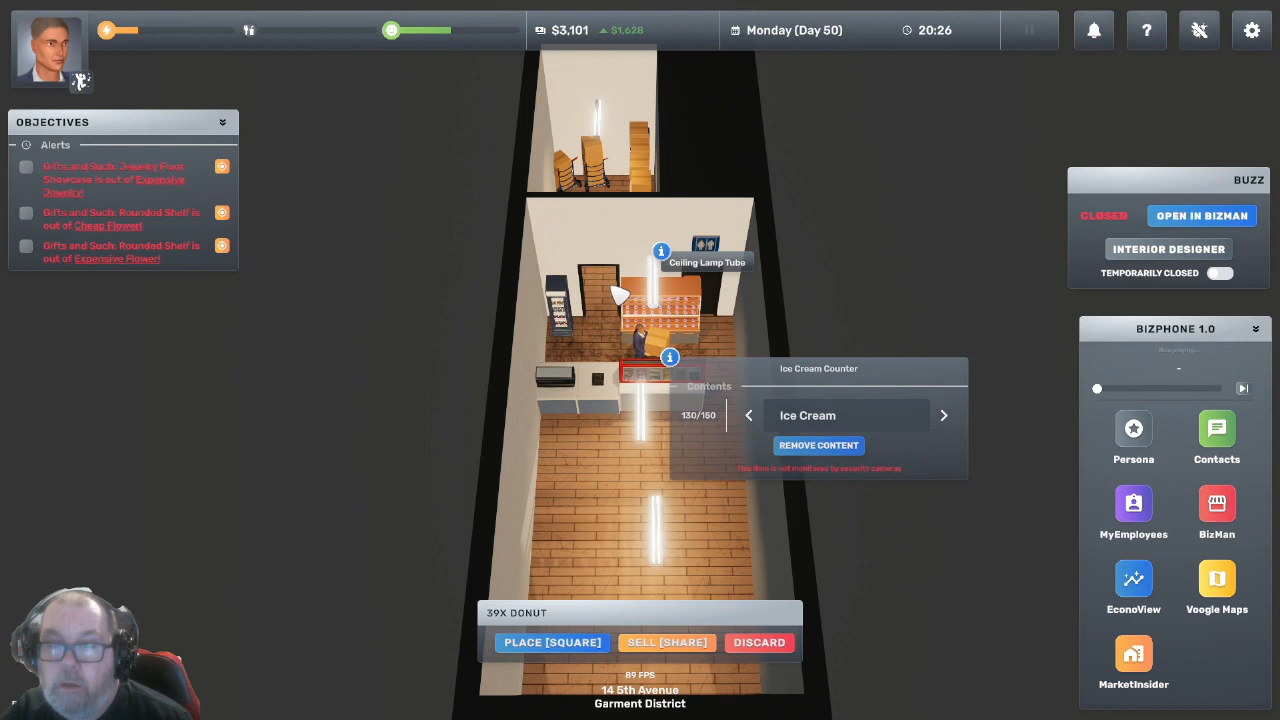 $3,101 ▲ $1,628
Monday (Day 50)
20:26
?
OBJECTIVES
Alerts
Gifts and Such: Jewelry Floor
Showcase is out of Expensive
Jewelry!
Gifts and Such: Rounded Shelf is
out of Cheap Flower!
Gifts and Such: Rounded Shelf is
out of Expensive Flower!
BUZZ
CLOSED
OPEN IN BIZMAN
INTERIOR DESIGNER
TEMPORARILY CLOSED
Ceiling Lamp Tube
Ice Cream Counter
Contents
130/150
Ice Cream
REMOVE CONTENT
This item is not monitored by security cameras
BIZPHONE 1.0
Now playing...
-
Persona
Contacts
MyEmployees
BizMan
EconoView
Voogle Maps
MarketInsider
39X DONUT
PLACE [SQUARE]
SELL [SHARE]
DISCARD
89 FPS
14 5th Avenue
Garment District